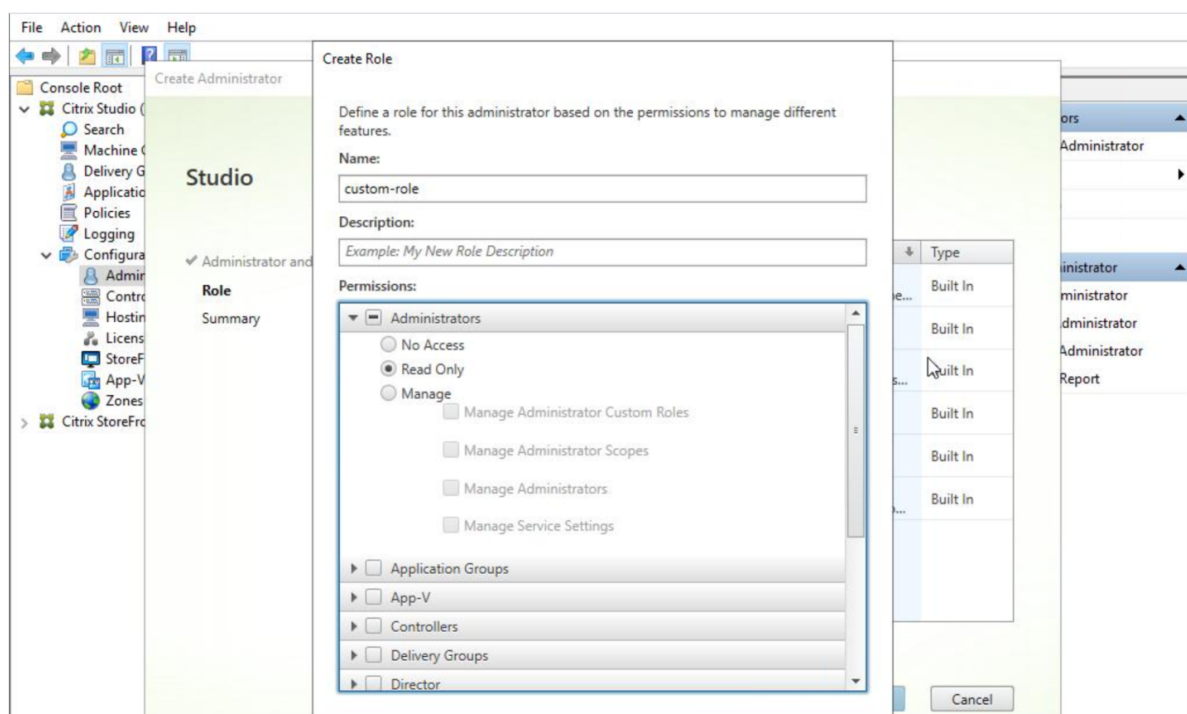 File Action View Help
Console Root
Citrix Studio (
Search
Machine
Delivery G
Applicatio
Policies
Logging
Configura
Admin
Contro
Hostin
Licens
StoreF
App-V
Zones
Citrix StoreFro
Create Administrator
Studio
Administrator and
Role
Summary
Create Role
Define a role for this administrator based on the permissions to manage different
features.
Name:
custom-role
Description:
Example: My New Role Description
Permissions:
Administrators
No Access
Read Only
Manage
Manage Administrator Custom Roles
Manage Administrator Scopes
Manage Administrators
Manage Service Settings
Application Groups
App-V
Controllers
Delivery Groups
Director
Type
Built In
Built In
Built In
Built In
Built In
Built In
Cancel
ors
Administrator
inistrator
ministrator
dministrator
Administrator
Report